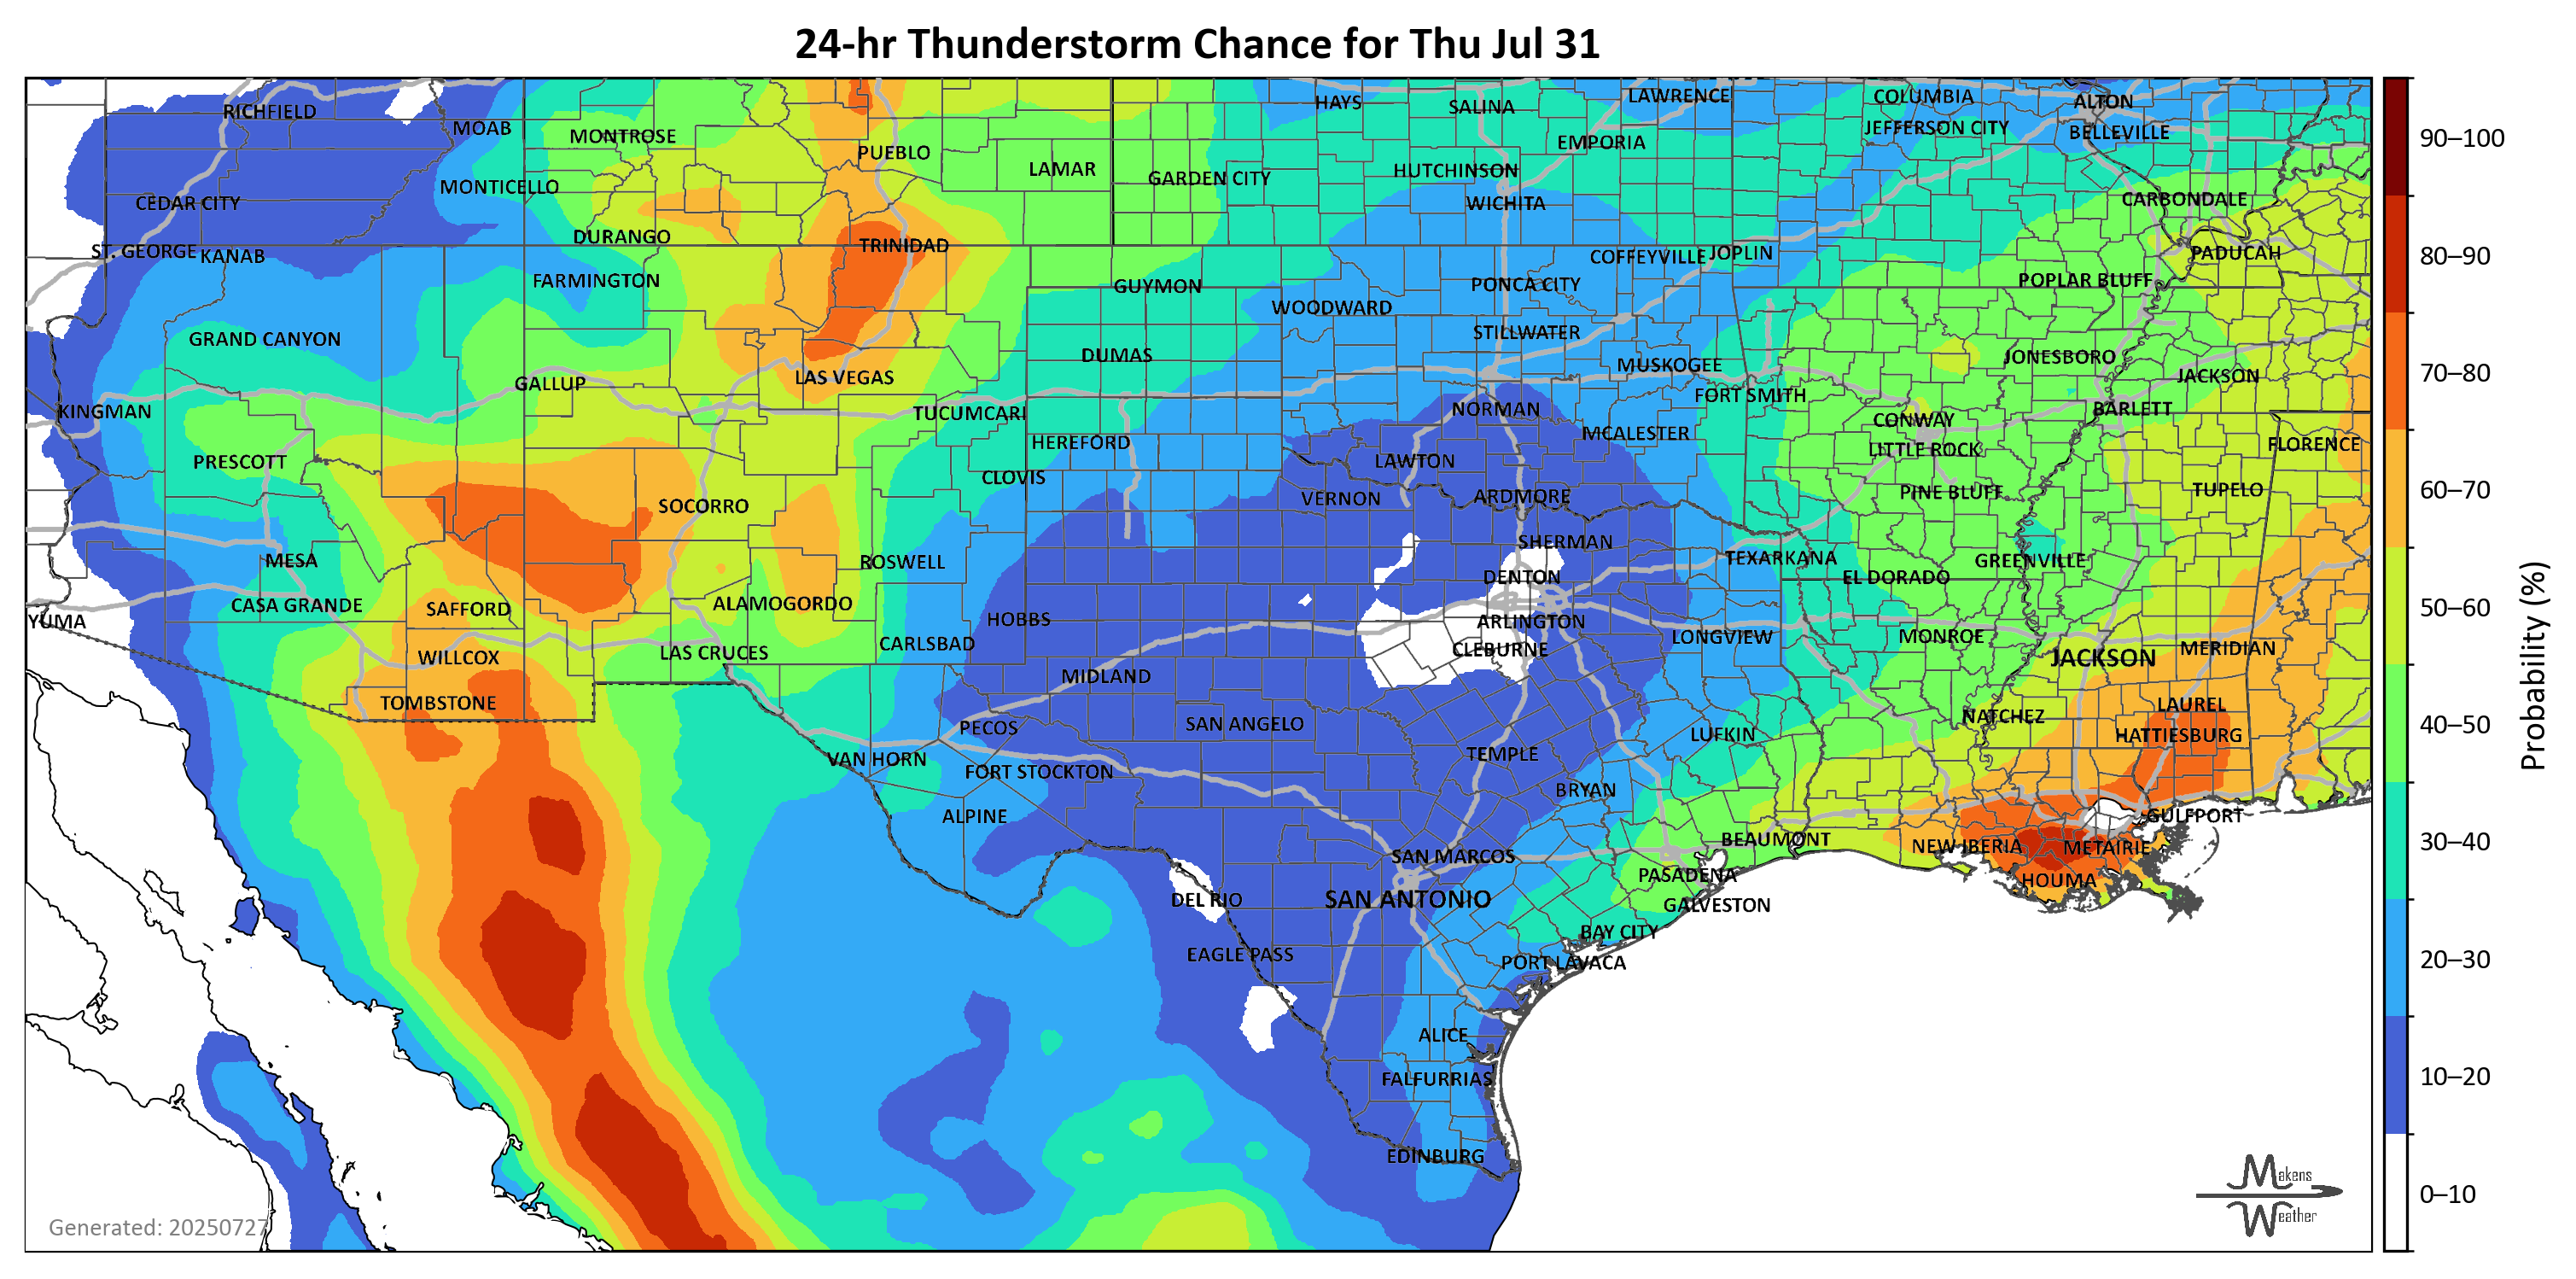 24-hr Thunderstorm Chance for Thu Jul 31
RICHFIELD
MOAB
MONTROSE
PUEBLO
LAMAR
HAYS
SALINA
LAWRENCE
COLUMBIA
ALTON
EMPORIA
JEFFERSON CITY
BELLEVILLE
CEDAR CITY
MONTICELLO
GARDEN CITY
HUTCHINSON
WICHITA
CARBONDALE
ST. GEORGE
KANAB
DURANGO
TRINIDAD
COFFEYVILLE
JOPLIN
PADUCAH
FARMINGTON
GUYMON
WOODWARD
PONCA CITY
POPLAR BLUFF
GRAND CANYON
DUMAS
STILLWATER
MUSKOGEE
JONESBORO
JACKSON
KINGMAN
GALLUP
LAS VEGAS
TUCUMCARI
NORMAN
FORT SMITH
CONWAY
BARLETT
HEREFORD
MCALESTER
LITTLE ROCK
FLORENCE
PRESCOTT
CLOVIS
LAWTON
VERNON
ARDMORE
PINE BLUFF
TUPELO
SOCORRO
MESA
ROSWELL
SHERMAN
TEXARKANA
GREENVILLE
DENTON
EL DORADO
YUMA
CASA GRANDE
SAFFORD
ALAMOGORDO
HOBBS
ARLINGTON
WILLCOX
LAS CRUCES
CARLSBAD
CLEBURNE
LONGVIEW
MONROE
JACKSON
MERIDIAN
TOMBSTONE
MIDLAND
PECOS
SAN ANGELO
LUFKIN
NATCHEZ
LAUREL
HATTIESBURG
VAN HORN
FORT STOCKTON
TEMPLE
ALPINE
BRYAN
GULFPORT
SAN MARCOS
BEAUMONT
NEW IBERIA
METAIRIE
DEL RIO
SAN ANTONIO
PASADENA
HOUMA
GALVESTON
EAGLE PASS
BAY CITY
PORT LAVACA
ALICE
FALFURRIAS
EDINBURG
Generated: 20250727
Makens
Weather
90–100
80–90
70–80
60–70
50–60
40–50
30–40
20–30
10–20
0–10
Probability (%)